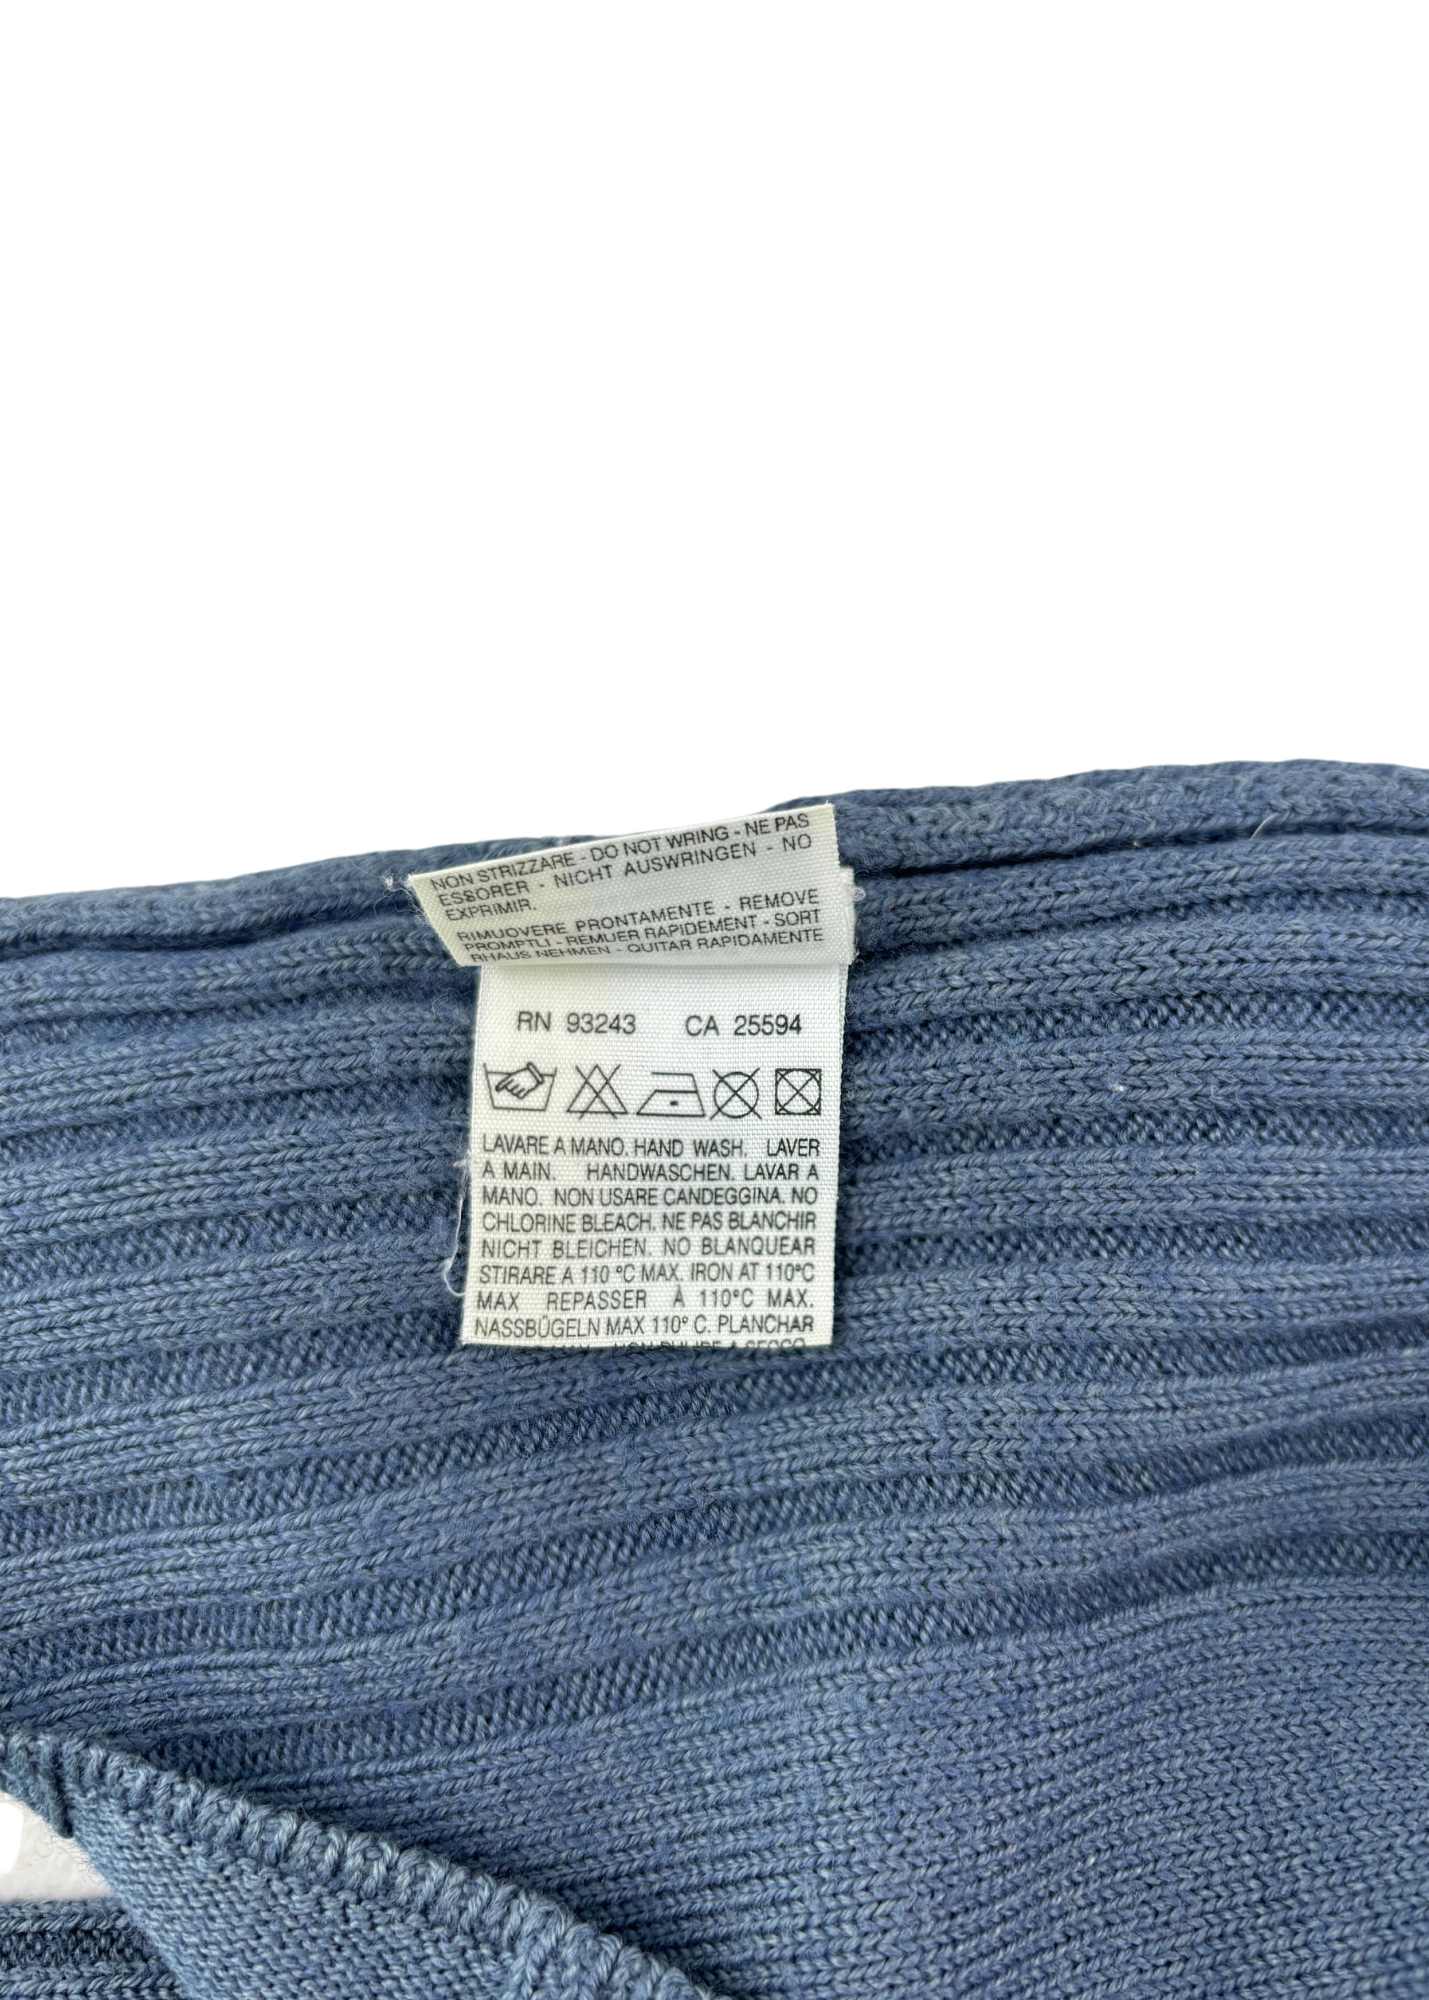 NON STRIZZARE - DO NOT WRING - NE PAS
ESSORER - NICHT AUSWRINGEN - NO
EXPRIMIR.
RIMUOVERE PRONTAMENTE - REMOVE
PROMPTLI - REMUER RAPIDEMENT - SORT
RHAUS NEHMEN - QUITAR RAPIDAMENTE
RN 93243 CA 25594
LAVARE A MANO. HAND WASH. LAVER
A MAIN. HANDWASCHEN. LAVAR A
MANO. NON USARE CANDEGGINA. NO
CHLORINE BLEACH. NE PAS BLANCHIR
NICHT BLEICHEN. NO BLANQUEAR
STIRARE A 110 °C MAX. IRON AT 110°C
MAX REPASSER À 110°C MAX.
NASSBÜGELN MAX 110° C. PLANCHAR